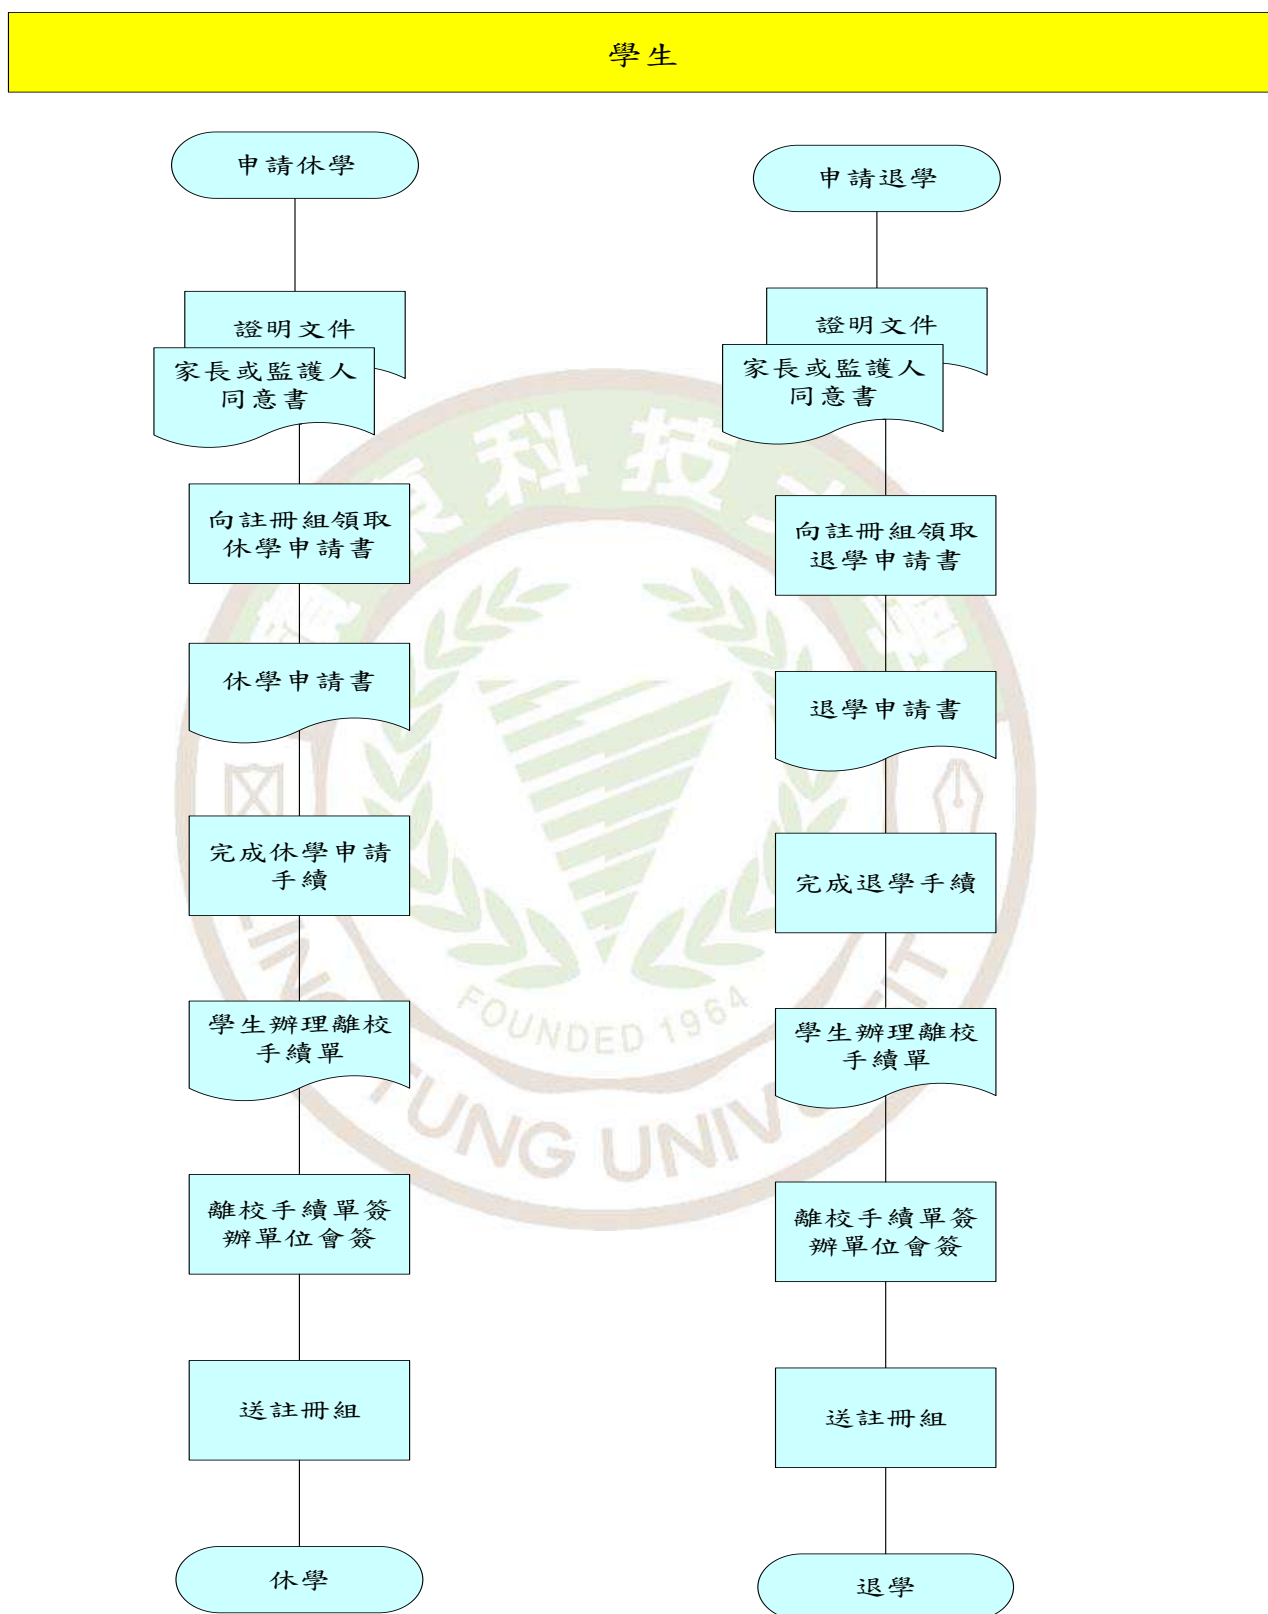 學生
申請休學
證明文件
家長或監護人
同意書
向註冊組領取
休學申請書
休學申請書
完成休學申請
手續
學生辦理離校
手續單
離校手續單簽
辦單位會簽
送註冊組
休學
申請退學
證明文件
家長或監護人
同意書
向註冊組領取
退學申請書
退學申請書
完成退學手續
學生辦理離校
手續單
離校手續單簽
辦單位會簽
送註冊組
退學
科技
FOUNDED 1964
TUNG UNIV